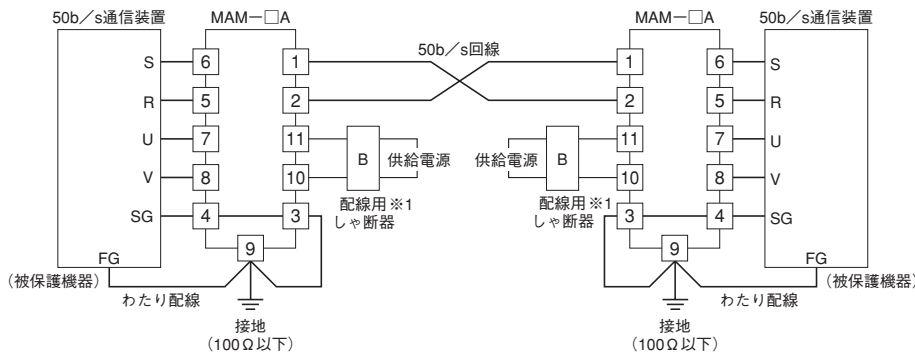 50b／s通信装置
MAM－□A
MAM－□A
50b／s通信装置
50b／s回線
S
6
1
1
6
S
R
5
2
2
5
R
U
7
11
11
7
U
B
供給電源
供給電源
B
V
8
10
10
8
V
配線用※1
しゃ断器
配線用※1
しゃ断器
SG
4
3
3
4
SG
9
9
FG
FG
（被保護機器）
（被保護機器）
わたり配線
わたり配線
接地
（100Ω以下）
接地
（100Ω以下）